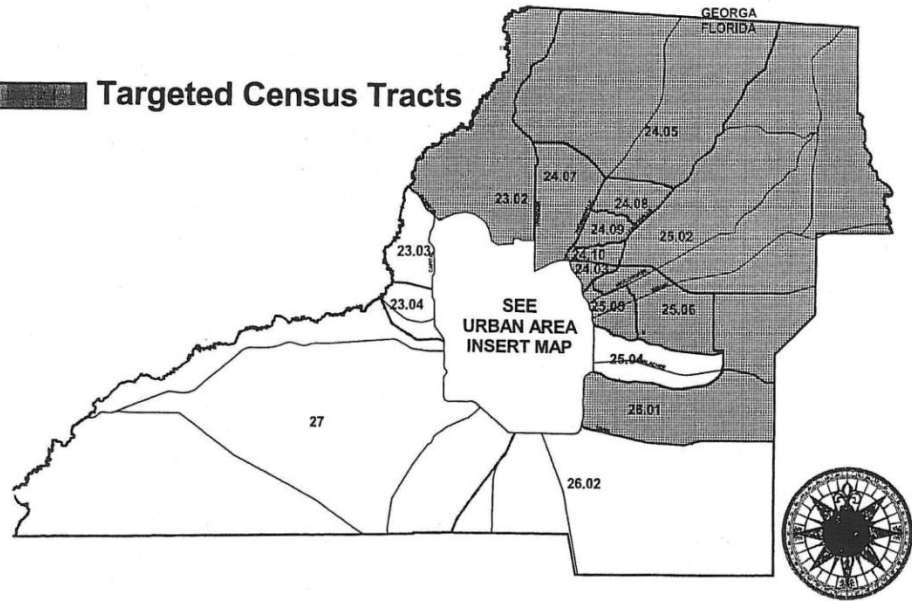 GEORGA
FLORIDA
Targeted Census Tracts
24.05
24.07
23.02
24.08
24.09
25.02
23.03
24.10
24.03
23.04
25.05
25.06
SEE
URBAN AREA
INSERT MAP
25.04
27
26.01
26.02